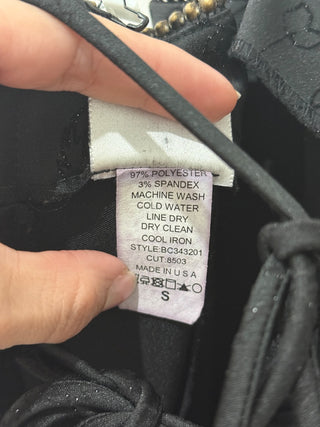 97% POLYESTER
3% SPANDEX
MACHINE WASH
COLD WATER
LINE DRY
DRY CLEAN
COOL IRON
STYLE:BC343201
CUT:8503
MADE IN U S A
S